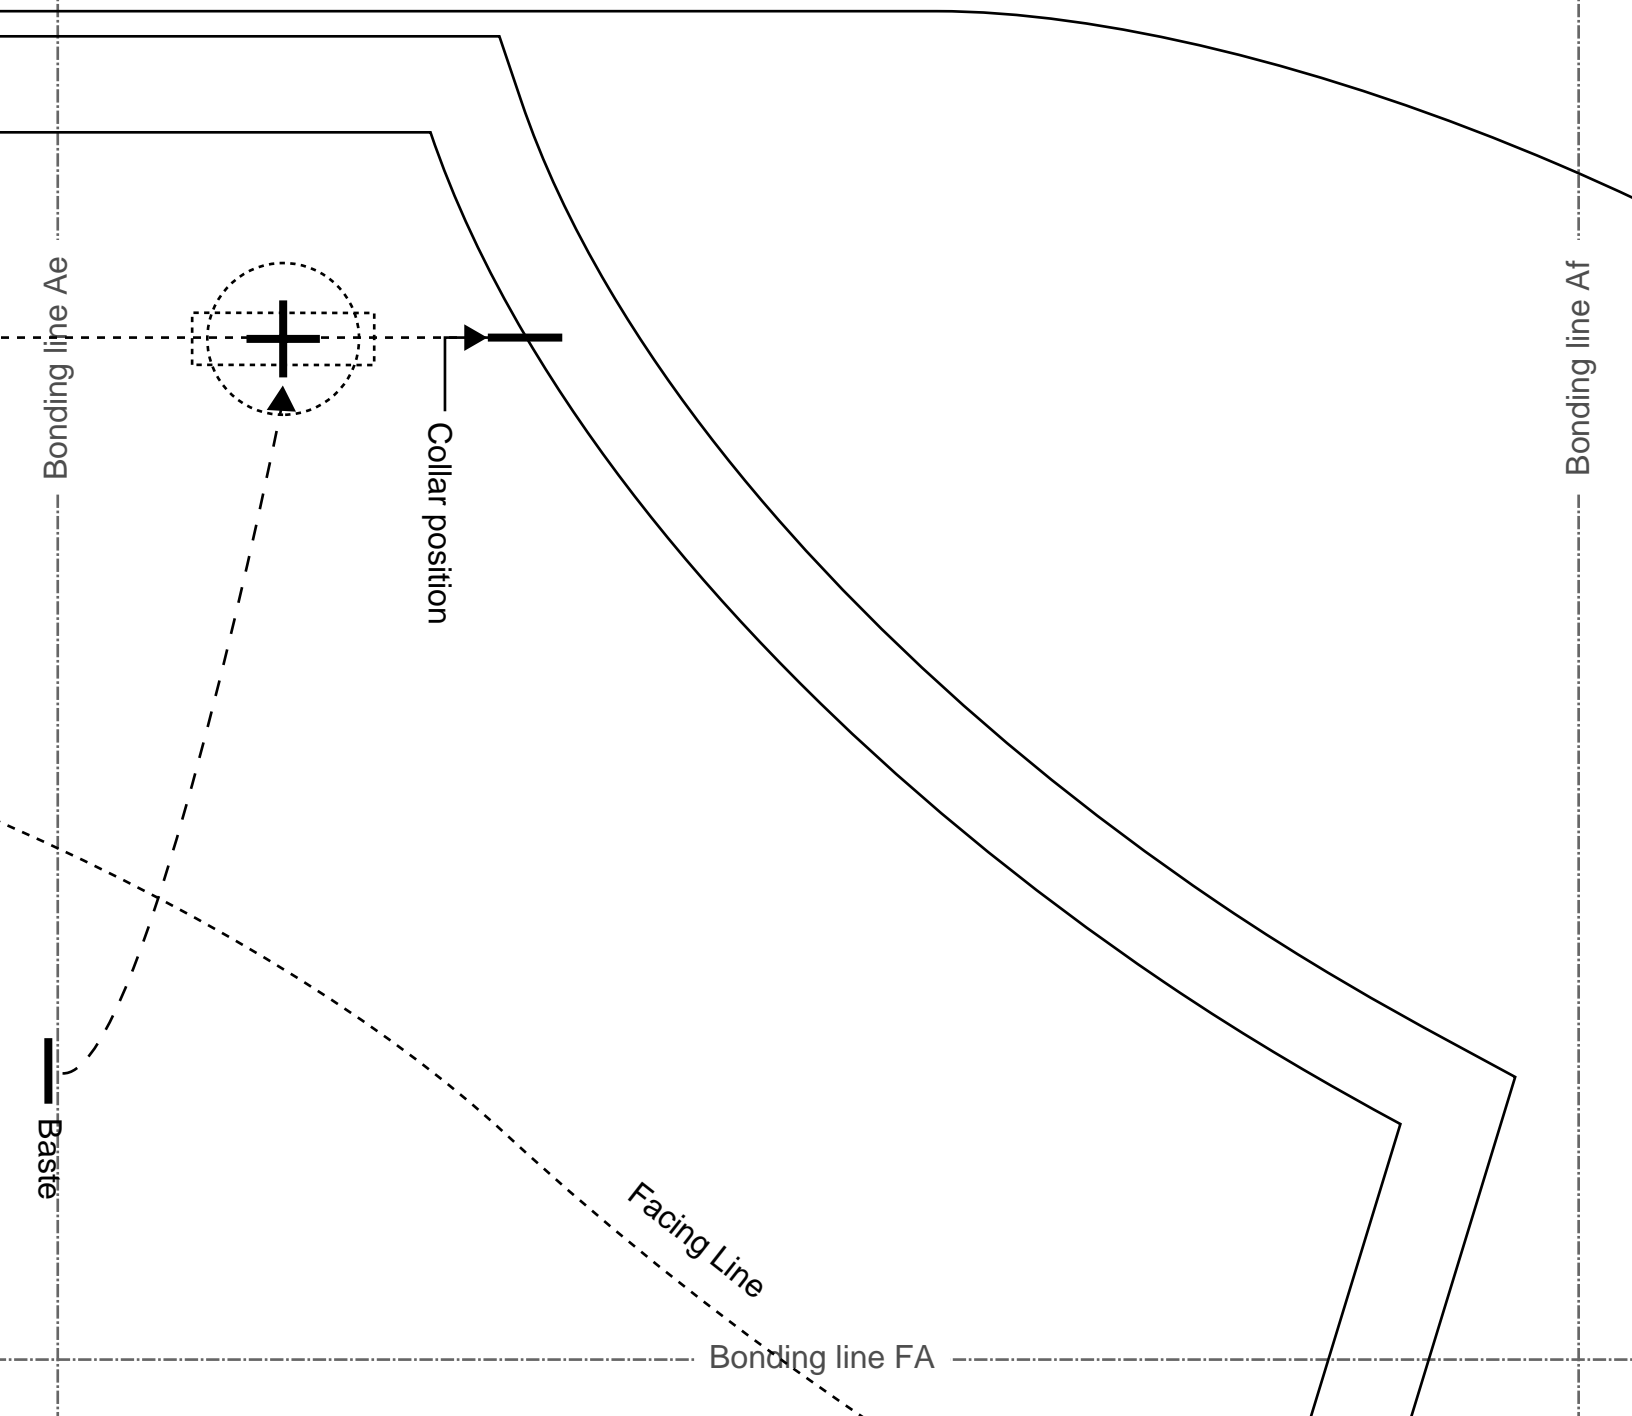 Bonding line Ae
Bonding line Af
Collar position
Baste
Facing Line
Bonding line FA